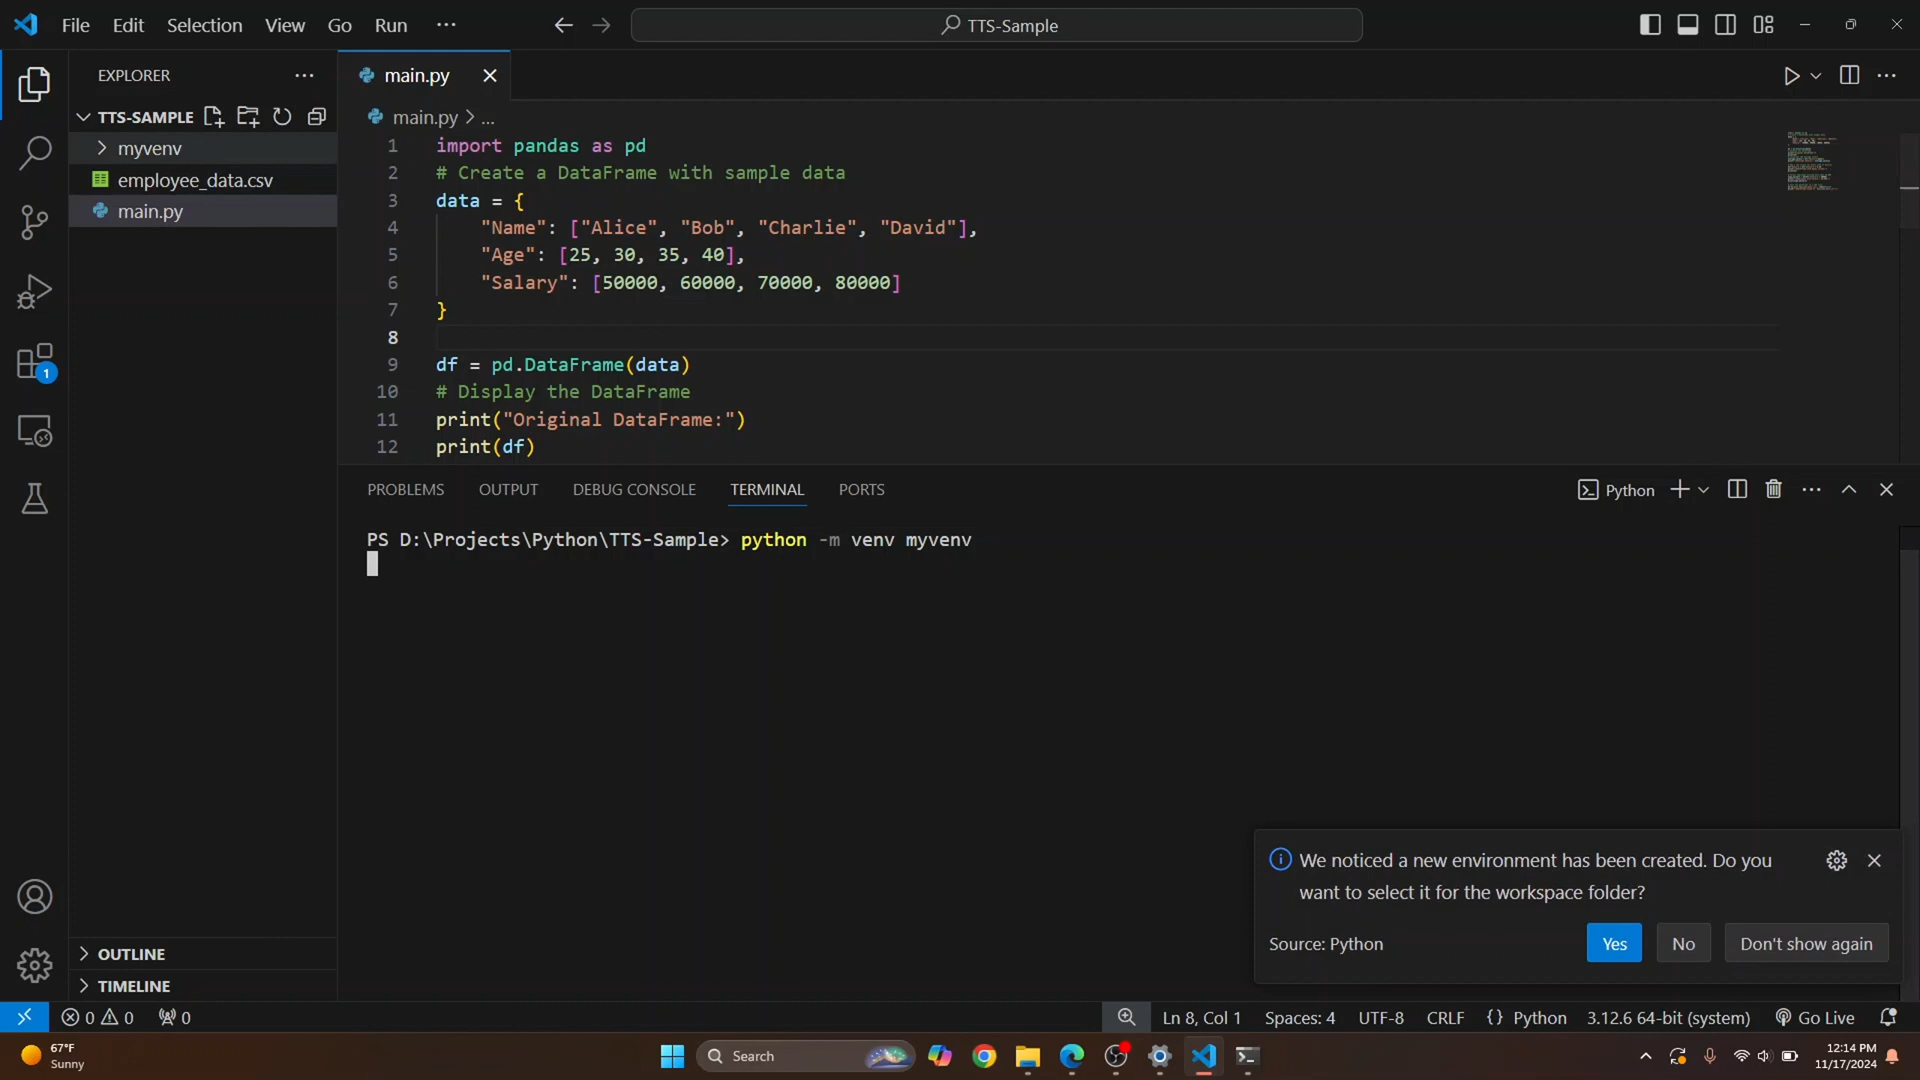 File Edit Selection View Go Run ...
TTS-Sample
EXPLORER
TTS-SAMPLE
myvenv
employee_data.csv
main.py
OUTLINE
TIMELINE
main.py
main.py > ...
1 import pandas as pd
2 # Create a DataFrame with sample data
3 data = {
4 "Name": ["Alice", "Bob", "Charlie", "David"],
5 "Age": [25, 30, 35, 40],
6 "Salary": [50000, 60000, 70000, 80000]
7 }
8
9 df = pd.DataFrame(data)
10 # Display the DataFrame
11 print("Original DataFrame:")
12 print(df)
PROBLEMS OUTPUT DEBUG CONSOLE TERMINAL PORTS
Python
PS D:\Projects\Python\TTS-Sample> python -m venv myvenv
We noticed a new environment has been created. Do you
want to select it for the workspace folder?
Source: Python
Yes No Don't show again
1
0 0 0
Ln 8, Col 1 Spaces: 4 UTF-8 CRLF {} Python 3.12.6 64-bit (system) Go Live
67°F
Sunny
Search
12:14 PM
11/17/2024